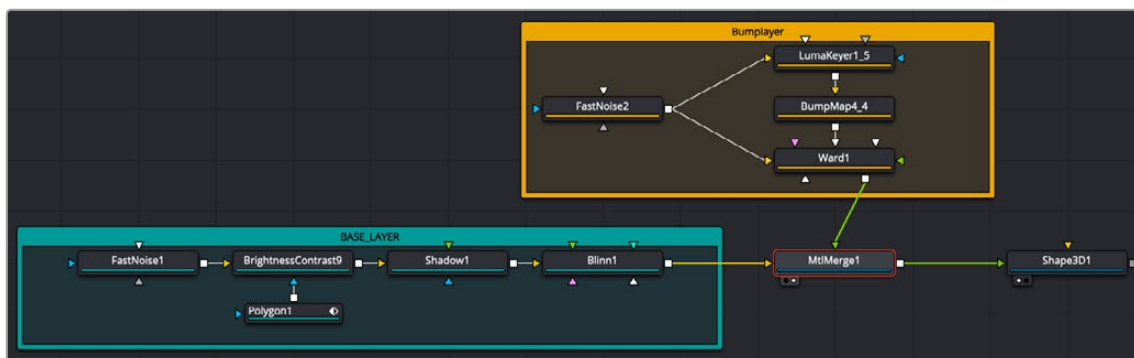 Bumplayer
LumaKeyer1_5
FastNoise2
BumpMap4_4
Ward1
BASE_LAYER
FastNoise1
BrightnessContrast9
Shadow1
Blinn1
MtlMerge1
Shape3D1
Polygon1